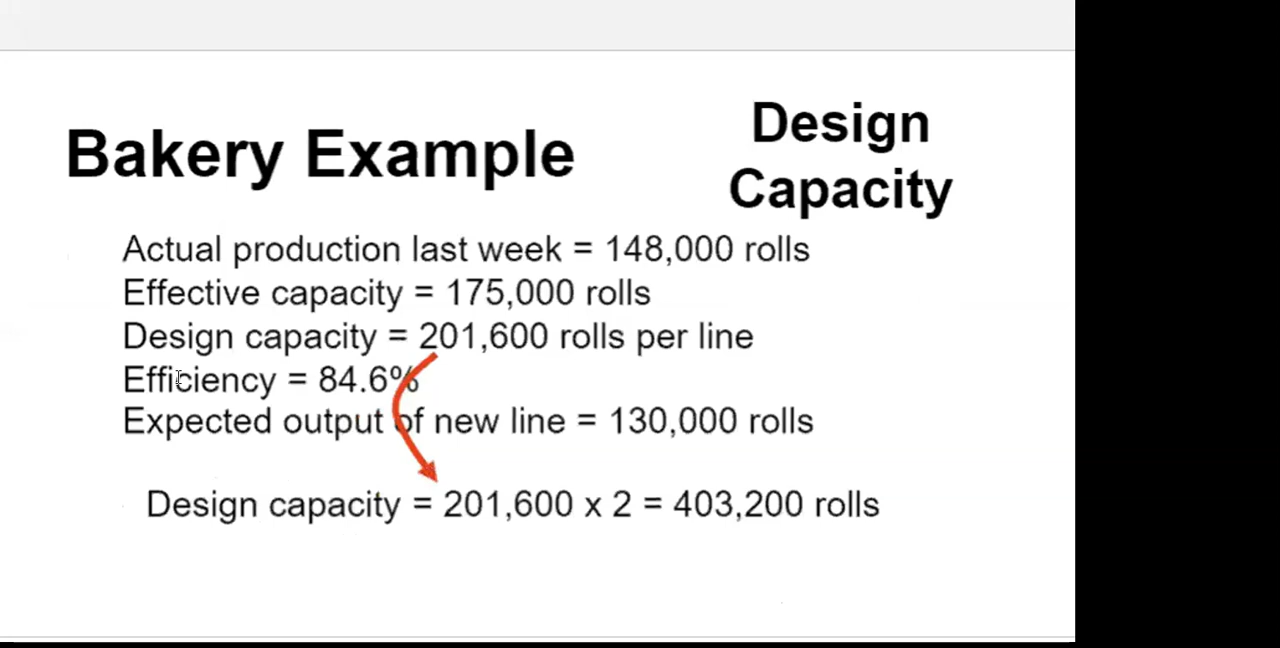 Bakery Example
Design
Capacity
Actual production last week = 148,000 rolls
Effective capacity = 175,000 rolls
Design capacity = 201,600 rolls per line
Efficiency = 84.6%
Expected output of new line = 130,000 rolls
Design capacity = 201,600 x 2 = 403,200 rolls